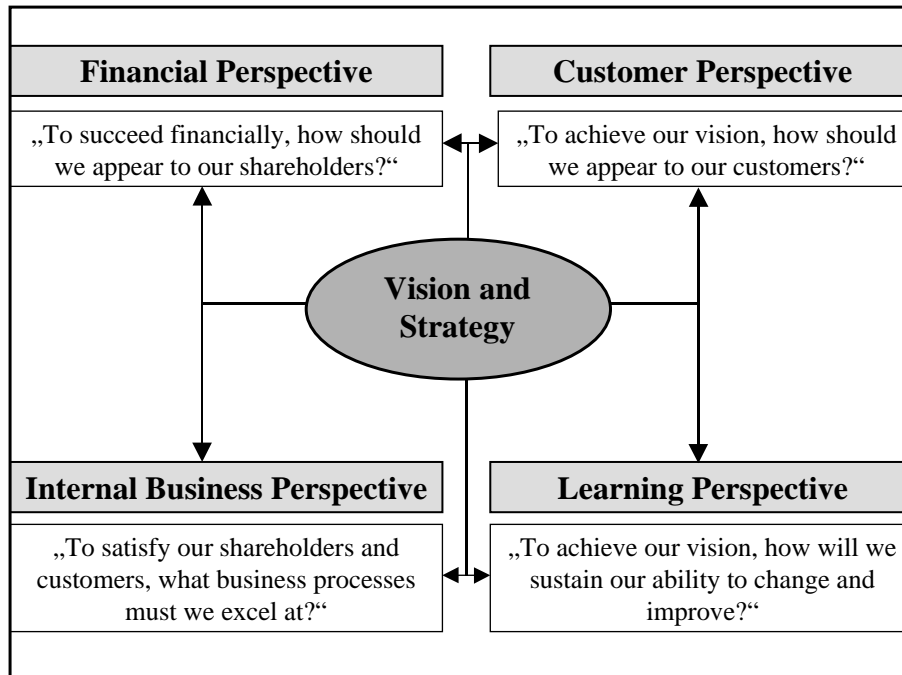 Financial Perspective
„To succeed financially, how should
we appear to our shareholders?“
Customer Perspective
„To achieve our vision, how should
we appear to our customers?“
Vision and
Strategy
Internal Business Perspective
„To satisfy our shareholders and
customers, what business processes
must we excel at?“
Learning Perspective
„To achieve our vision, how will we
sustain our ability to change and
improve?“